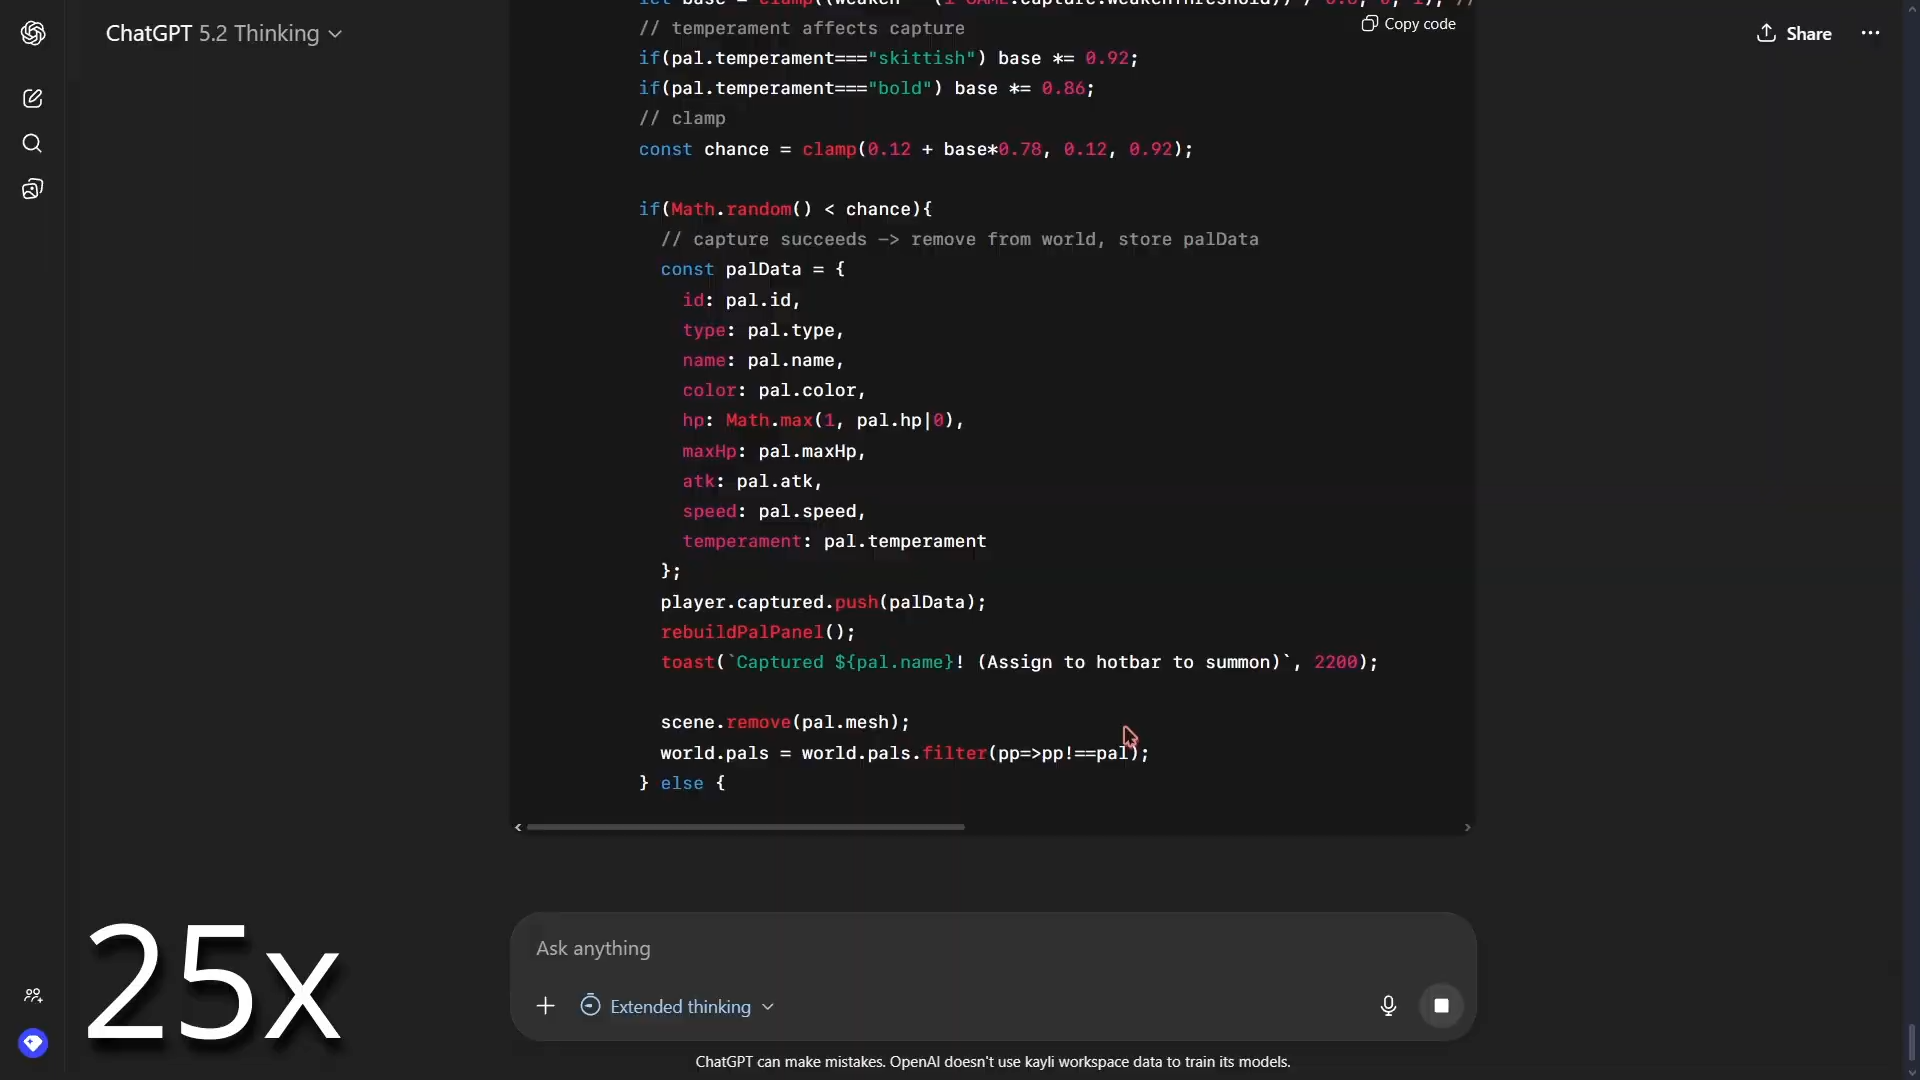 ChatGPT 5.2 Thinking
Share
Copy code
// temperament affects capture
if(pal.temperament==="skittish") base *= 0.92;
if(pal.temperament==="bold") base *= 0.86;
// clamp
const chance = clamp(0.12 + base*0.78, 0.12, 0.92);
if(Math.random() < chance){
// capture succeeds -> remove from world, store palData
const palData = {
id: pal.id,
type: pal.type,
name: pal.name,
color: pal.color,
hp: Math.max(1, pal.hp|0),
maxHp: pal.maxHp,
atk: pal.atk,
speed: pal.speed,
temperament: pal.temperament
};
player.captured.push(palData);
rebuildPalPanel();
toast(`Captured ${pal.name}! (Assign to hotbar to summon)`, 2200);
scene.remove(pal.mesh);
world.pals = world.pals.filter(pp=>pp!==pal);
} else {
25x
Ask anything
Extended thinking
ChatGPT can make mistakes. OpenAI doesn't use kayli workspace data to train its models.